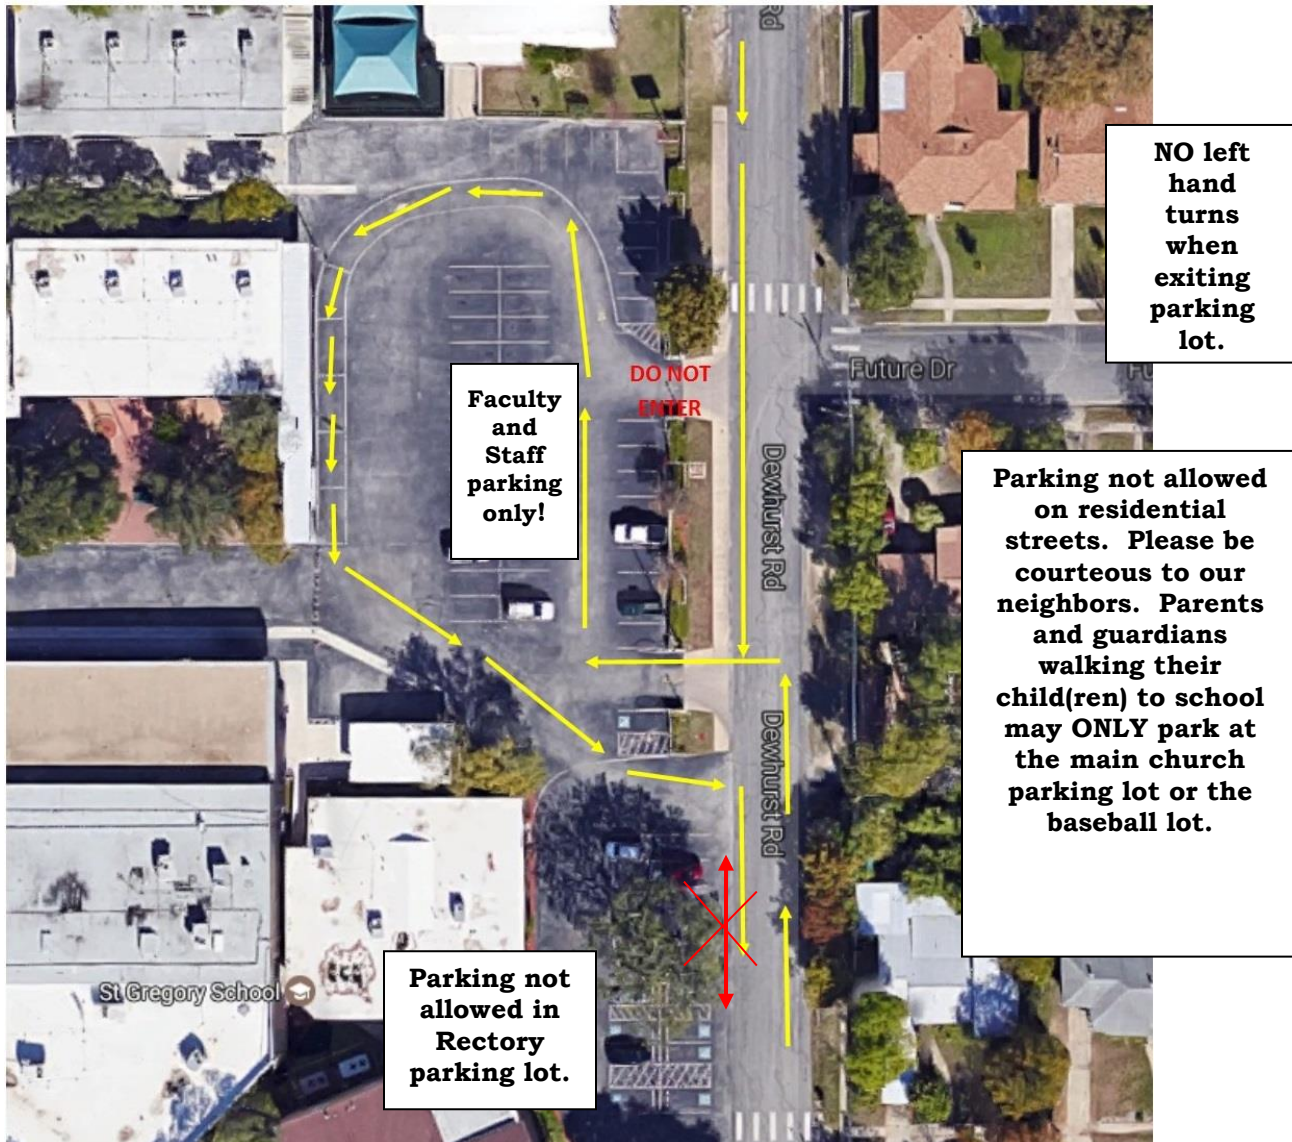 Rd
NO left
hand
turns
when
exiting
parking
lot.
Future Dr
Fu
DO NOT
ENTER
Faculty
and
Staff
parking
only!
Dewhurst Rd
Parking not allowed
on residential
streets.  Please be
courteous to our
neighbors.  Parents
and guardians
walking their
child(ren) to school
may ONLY park at
the main church
parking lot or the
baseball lot.
Dewhurst Rd
Parking not
allowed in
Rectory
parking lot.
St Gregory School